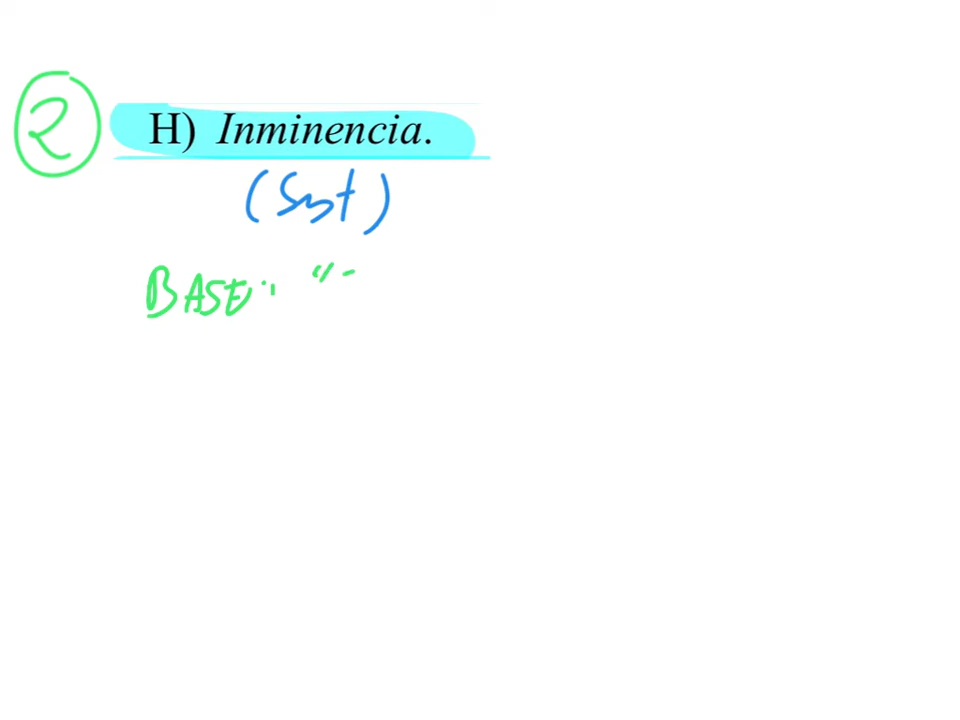 2
H) Inminencia.
(Sust)
BASE: "-